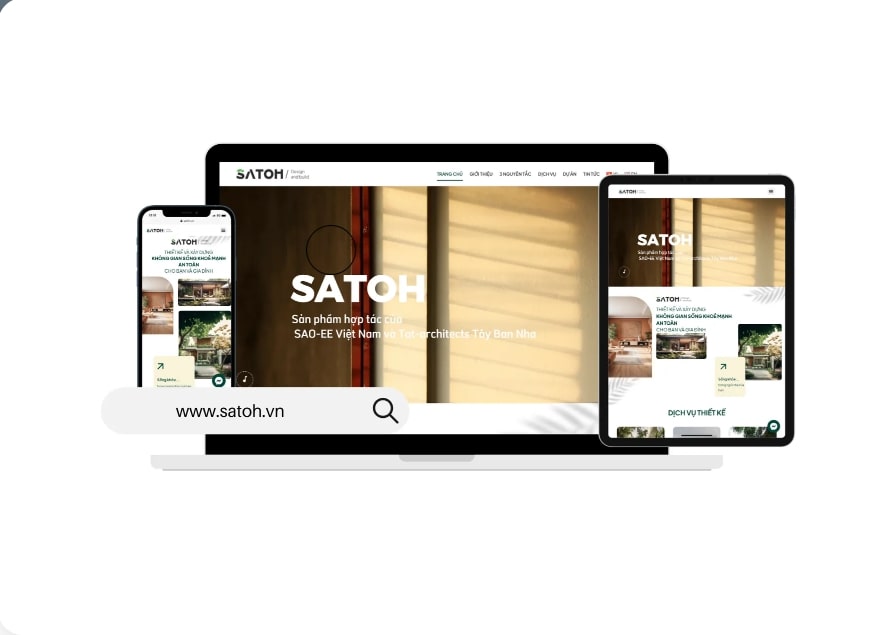 SATOH / Design and build
TRANG CHỦ GIỚI THIỆU 3 NGUYÊN TẮC DỊCH VỤ DỰ ÁN TIN TỨC
SATOH
Sản phẩm hợp tác của
SAO-EE Việt Nam và Tat-architects Tây Ban Nha
SATOH
SATOH
THIẾT KẾ VÀ XÂY DỰNG
KHÔNG GIAN SỐNG KHOẺ MẠNH
AN TOÀN
CHO BẠN VÀ GIA ĐÌNH
www.satoh.vn
SATOH
SATOH
Sản phẩm hợp tác của
SAO-EE Việt Nam và Tat-architects Tây Ban Nha
SATOH
THIẾT KẾ VÀ XÂY DỰNG
KHÔNG GIAN SỐNG KHOẺ MẠNH
AN TOÀN
CHO BẠN VÀ GIA ĐÌNH
DỊCH VỤ THIẾT KẾ